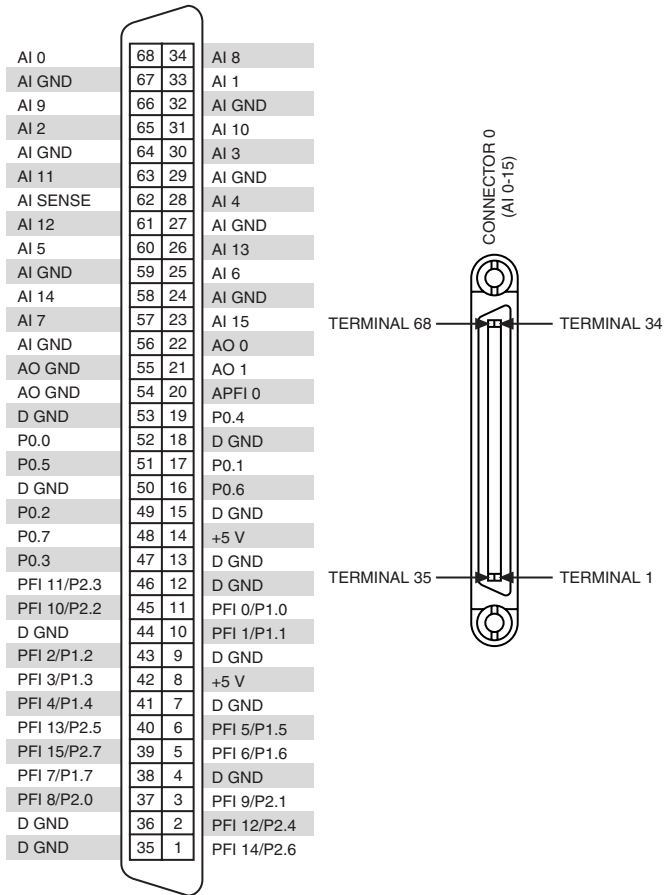 AI 0 68 34 AI 8
AI GND 67 33 AI 1
AI 9 66 32 AI GND
AI 2 65 31 AI 10
AI GND 64 30 AI 3
AI 11 63 29 AI GND
AI SENSE 62 28 AI 4
AI 12 61 27 AI GND
AI 5 60 26 AI 13
AI GND 59 25 AI 6
AI 14 58 24 AI GND
AI 7 57 23 AI 15
AI GND 56 22 AO 0
AO GND 55 21 AO 1
AO GND 54 20 APFI 0
D GND 53 19 P0.4
P0.0 52 18 D GND
P0.5 51 17 P0.1
D GND 50 16 P0.6
P0.2 49 15 D GND
P0.7 48 14 +5 V
P0.3 47 13 D GND
PFI 11/P2.3 46 12 D GND
PFI 10/P2.2 45 11 PFI 0/P1.0
D GND 44 10 PFI 1/P1.1
PFI 2/P1.2 43 9 D GND
PFI 3/P1.3 42 8 +5 V
PFI 4/P1.4 41 7 D GND
PFI 13/P2.5 40 6 PFI 5/P1.5
PFI 15/P2.7 39 5 PFI 6/P1.6
PFI 7/P1.7 38 4 D GND
PFI 8/P2.0 37 3 PFI 9/P2.1
D GND 36 2 PFI 12/P2.4
D GND 35 1 PFI 14/P2.6
CONNECTOR 0
(AI 0-15)
TERMINAL 68 TERMINAL 34
TERMINAL 35 TERMINAL 1